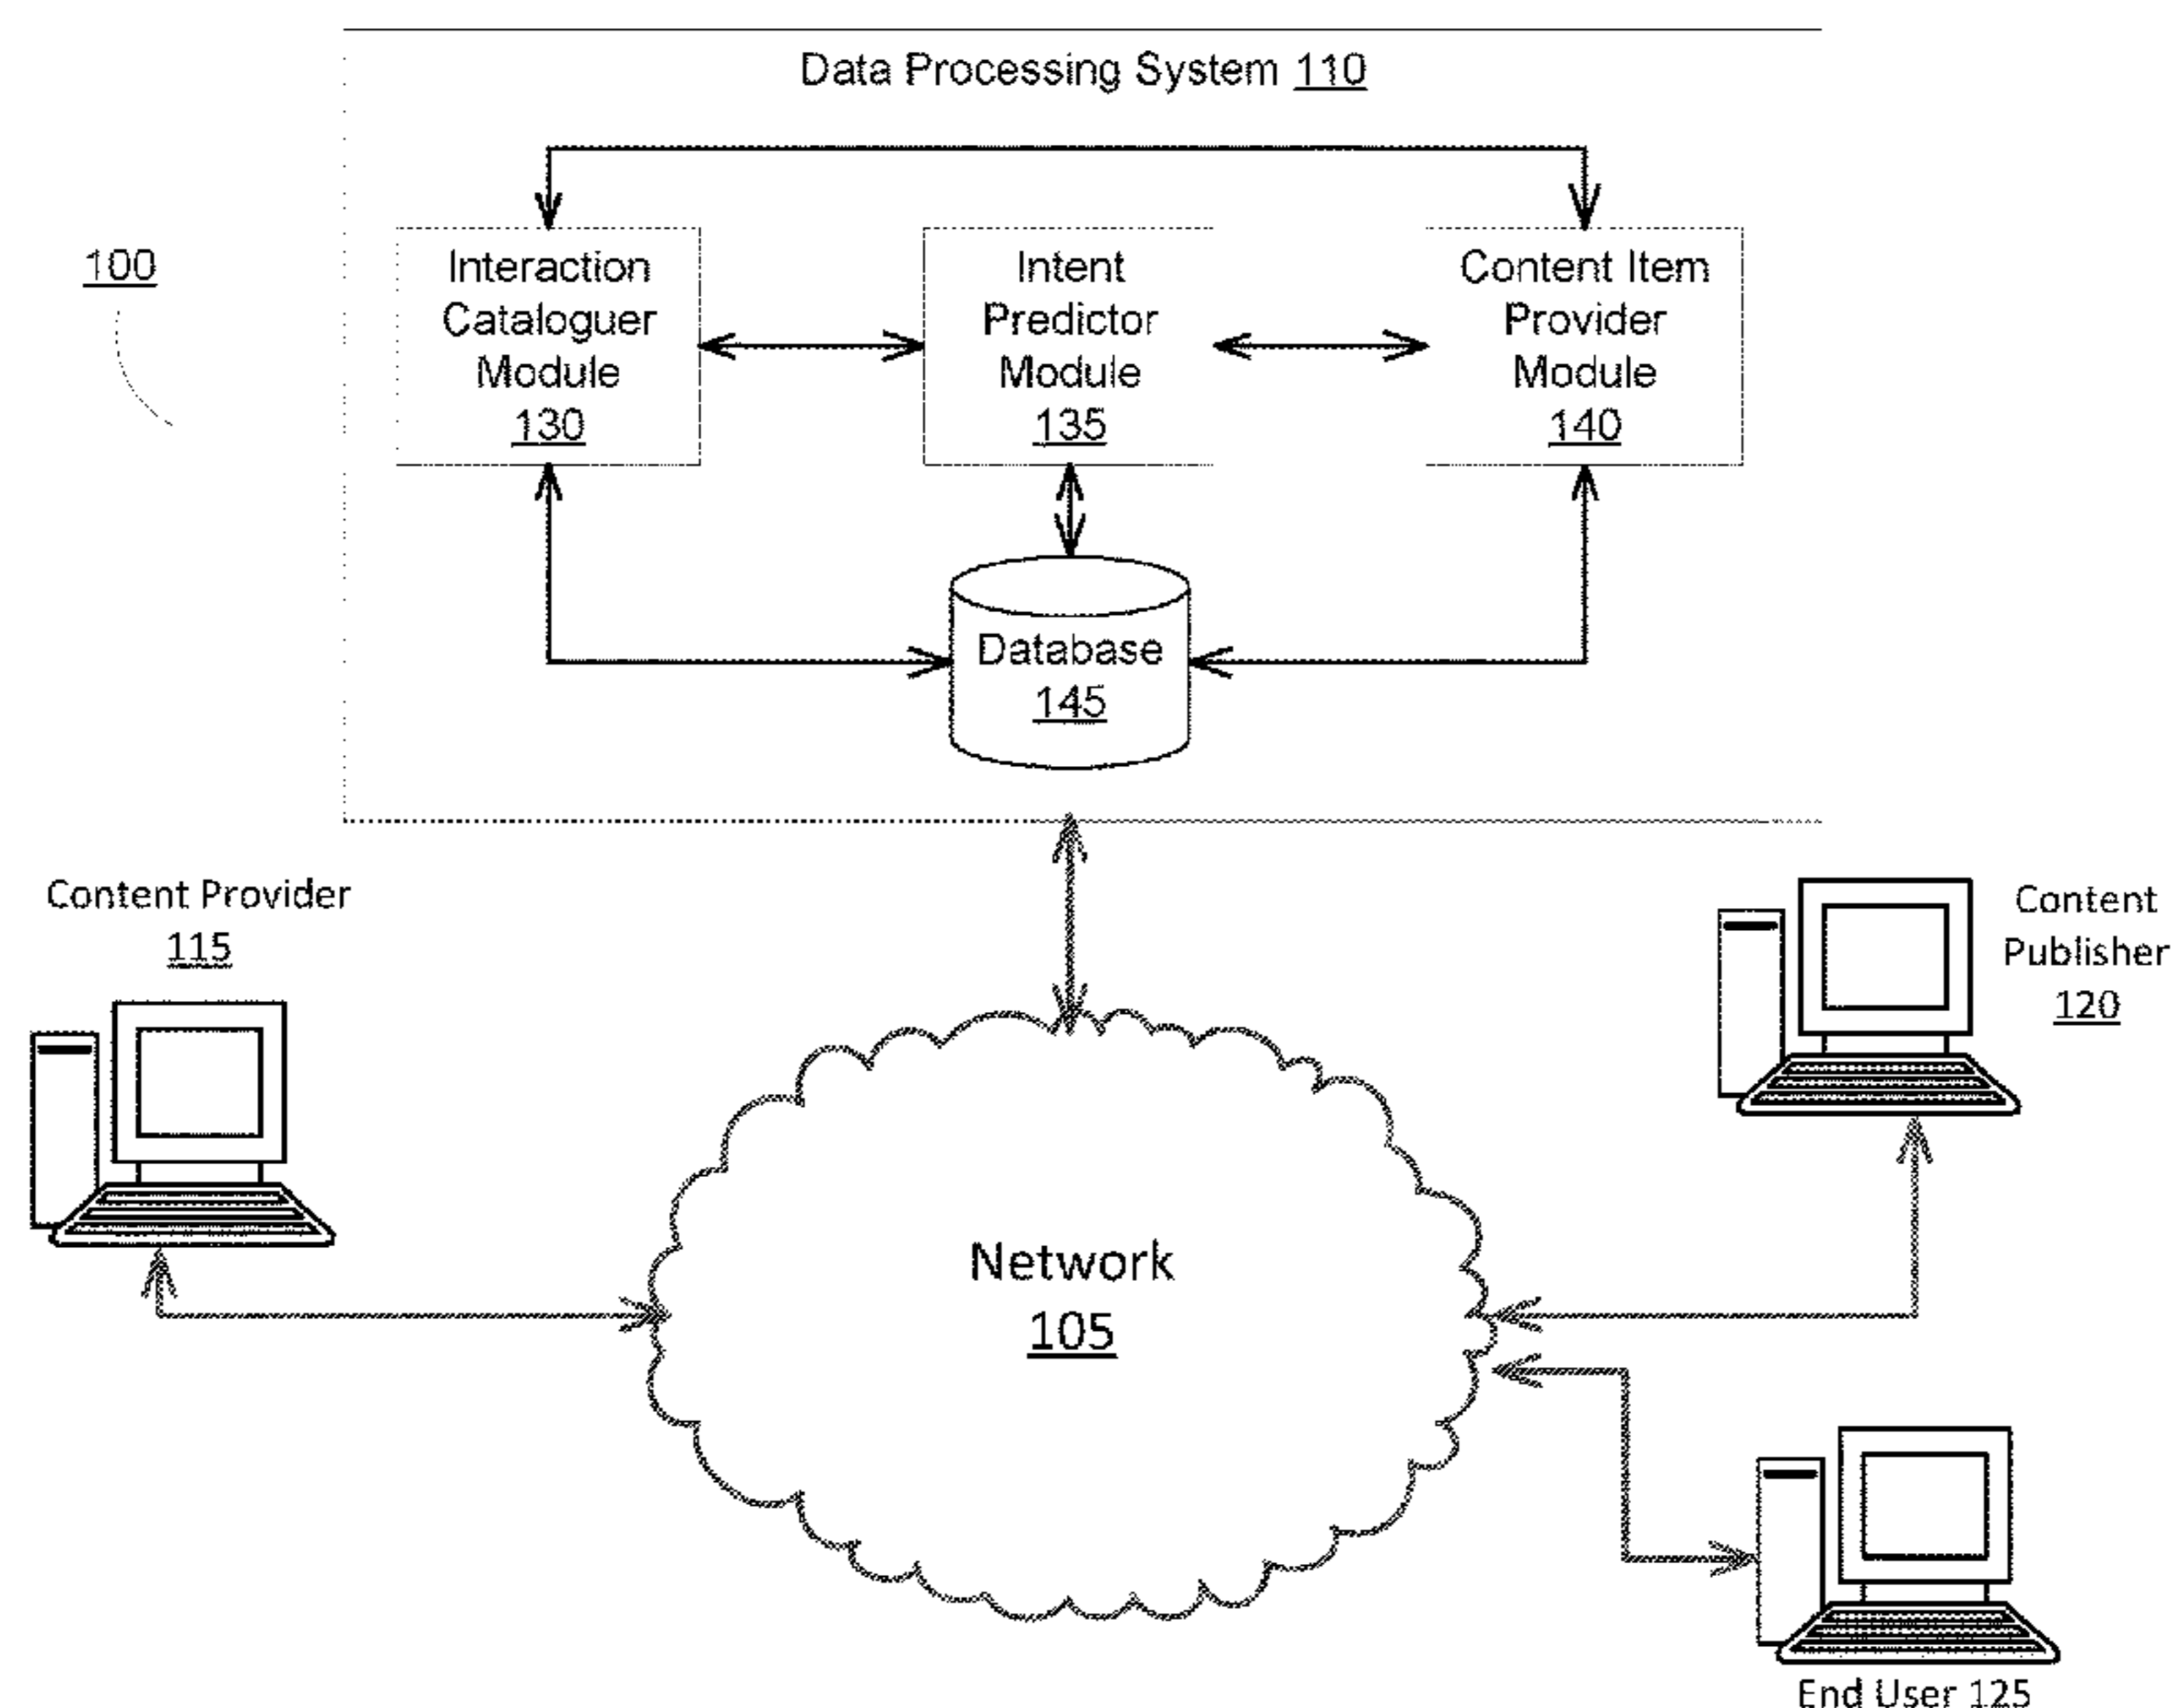 Data Processing System 110
100
Interaction
Cataloguer
Module
130
Intent
Predictor
Module
135
Content Item
Provider
Module
140
Database
145
Content Provider
115
Content
Publisher
120
Network
105
End User 125